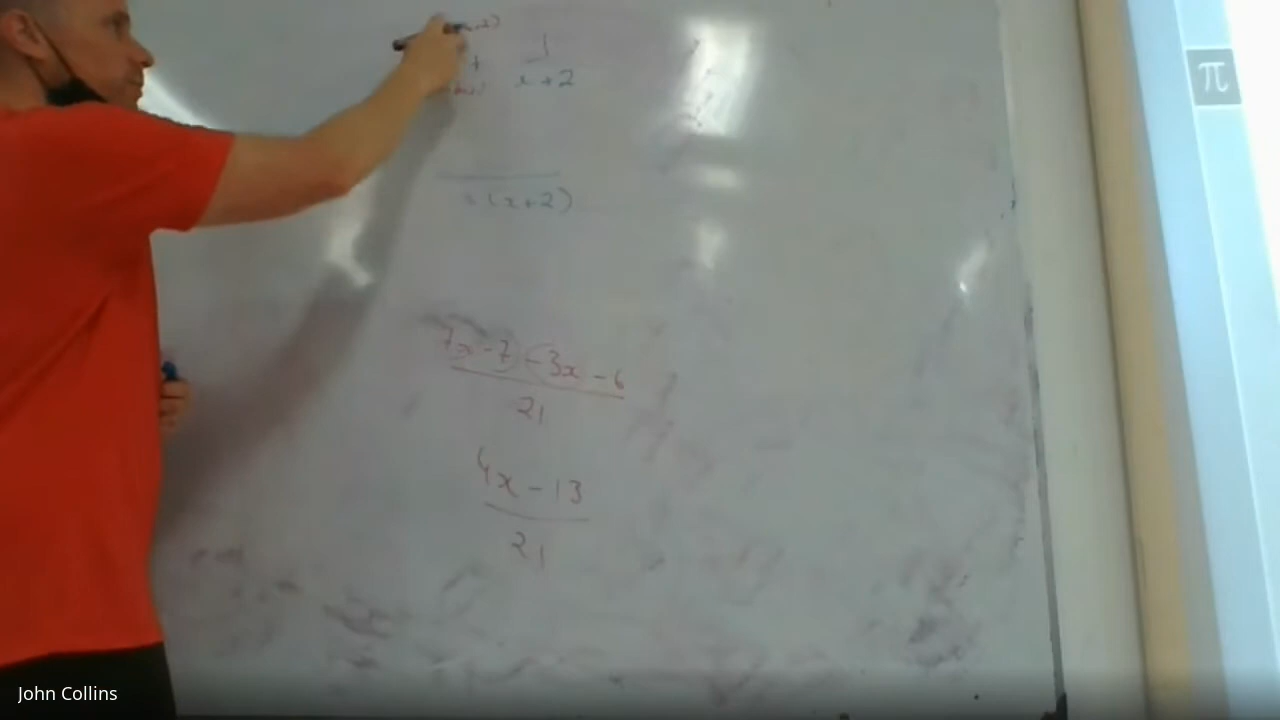 + 1
x+2
(x+2)
7x-7-3x-6
21
4x-13
21
π
John Collins